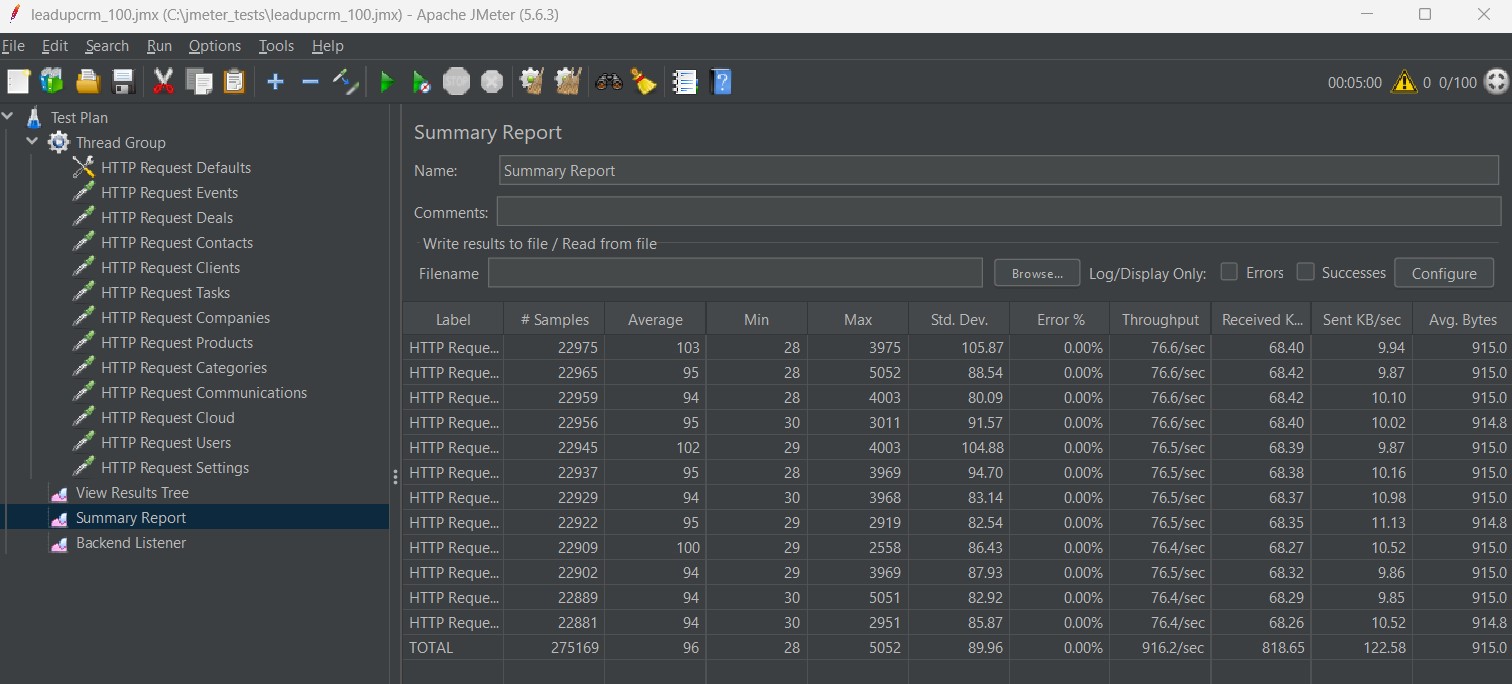 leadupcrm_100.jmx (C:\jmeter_tests\leadupcrm_100.jmx) - Apache JMeter (5.6.3)
File Edit Search Run Options Tools Help
STOP 00:05:00 0 0/100
Test Plan
Thread Group
HTTP Request Defaults
HTTP Request Events
HTTP Request Deals
HTTP Request Contacts
HTTP Request Clients
HTTP Request Tasks
HTTP Request Companies
HTTP Request Products
HTTP Request Categories
HTTP Request Communications
HTTP Request Cloud
HTTP Request Users
HTTP Request Settings
View Results Tree
Summary Report
Backend Listener
Summary Report
Name: Summary Report
Comments:
Write results to file / Read from file
Filename Browse... Log/Display Only: Errors Successes Configure
Label # Samples Average Min Max Std. Dev. Error % Throughput Received K... Sent KB/sec Avg. Bytes
HTTP Reque... 22975 103 28 3975 105.87 0.00% 76.6/sec 68.40 9.94 915.0
HTTP Reque... 22965 95 28 5052 88.54 0.00% 76.6/sec 68.42 9.87 915.0
HTTP Reque... 22959 94 28 4003 80.09 0.00% 76.6/sec 68.42 10.10 915.0
HTTP Reque... 22956 95 30 3011 91.57 0.00% 76.6/sec 68.40 10.02 914.8
HTTP Reque... 22945 102 29 4003 104.88 0.00% 76.5/sec 68.39 9.87 915.0
HTTP Reque... 22937 95 28 3969 94.70 0.00% 76.5/sec 68.38 10.16 915.0
HTTP Reque... 22929 94 30 3968 83.14 0.00% 76.5/sec 68.37 10.98 915.0
HTTP Reque... 22922 95 29 2919 82.54 0.00% 76.5/sec 68.35 11.13 914.8
HTTP Reque... 22909 100 29 2558 86.43 0.00% 76.4/sec 68.27 10.52 915.0
HTTP Reque... 22902 94 29 3969 87.93 0.00% 76.5/sec 68.32 9.86 915.0
HTTP Reque... 22889 94 30 5051 82.92 0.00% 76.4/sec 68.29 9.85 915.0
HTTP Reque... 22881 94 30 2951 85.87 0.00% 76.4/sec 68.26 10.52 914.8
TOTAL 275169 96 28 5052 89.96 0.00% 916.2/sec 818.65 122.58 915.0